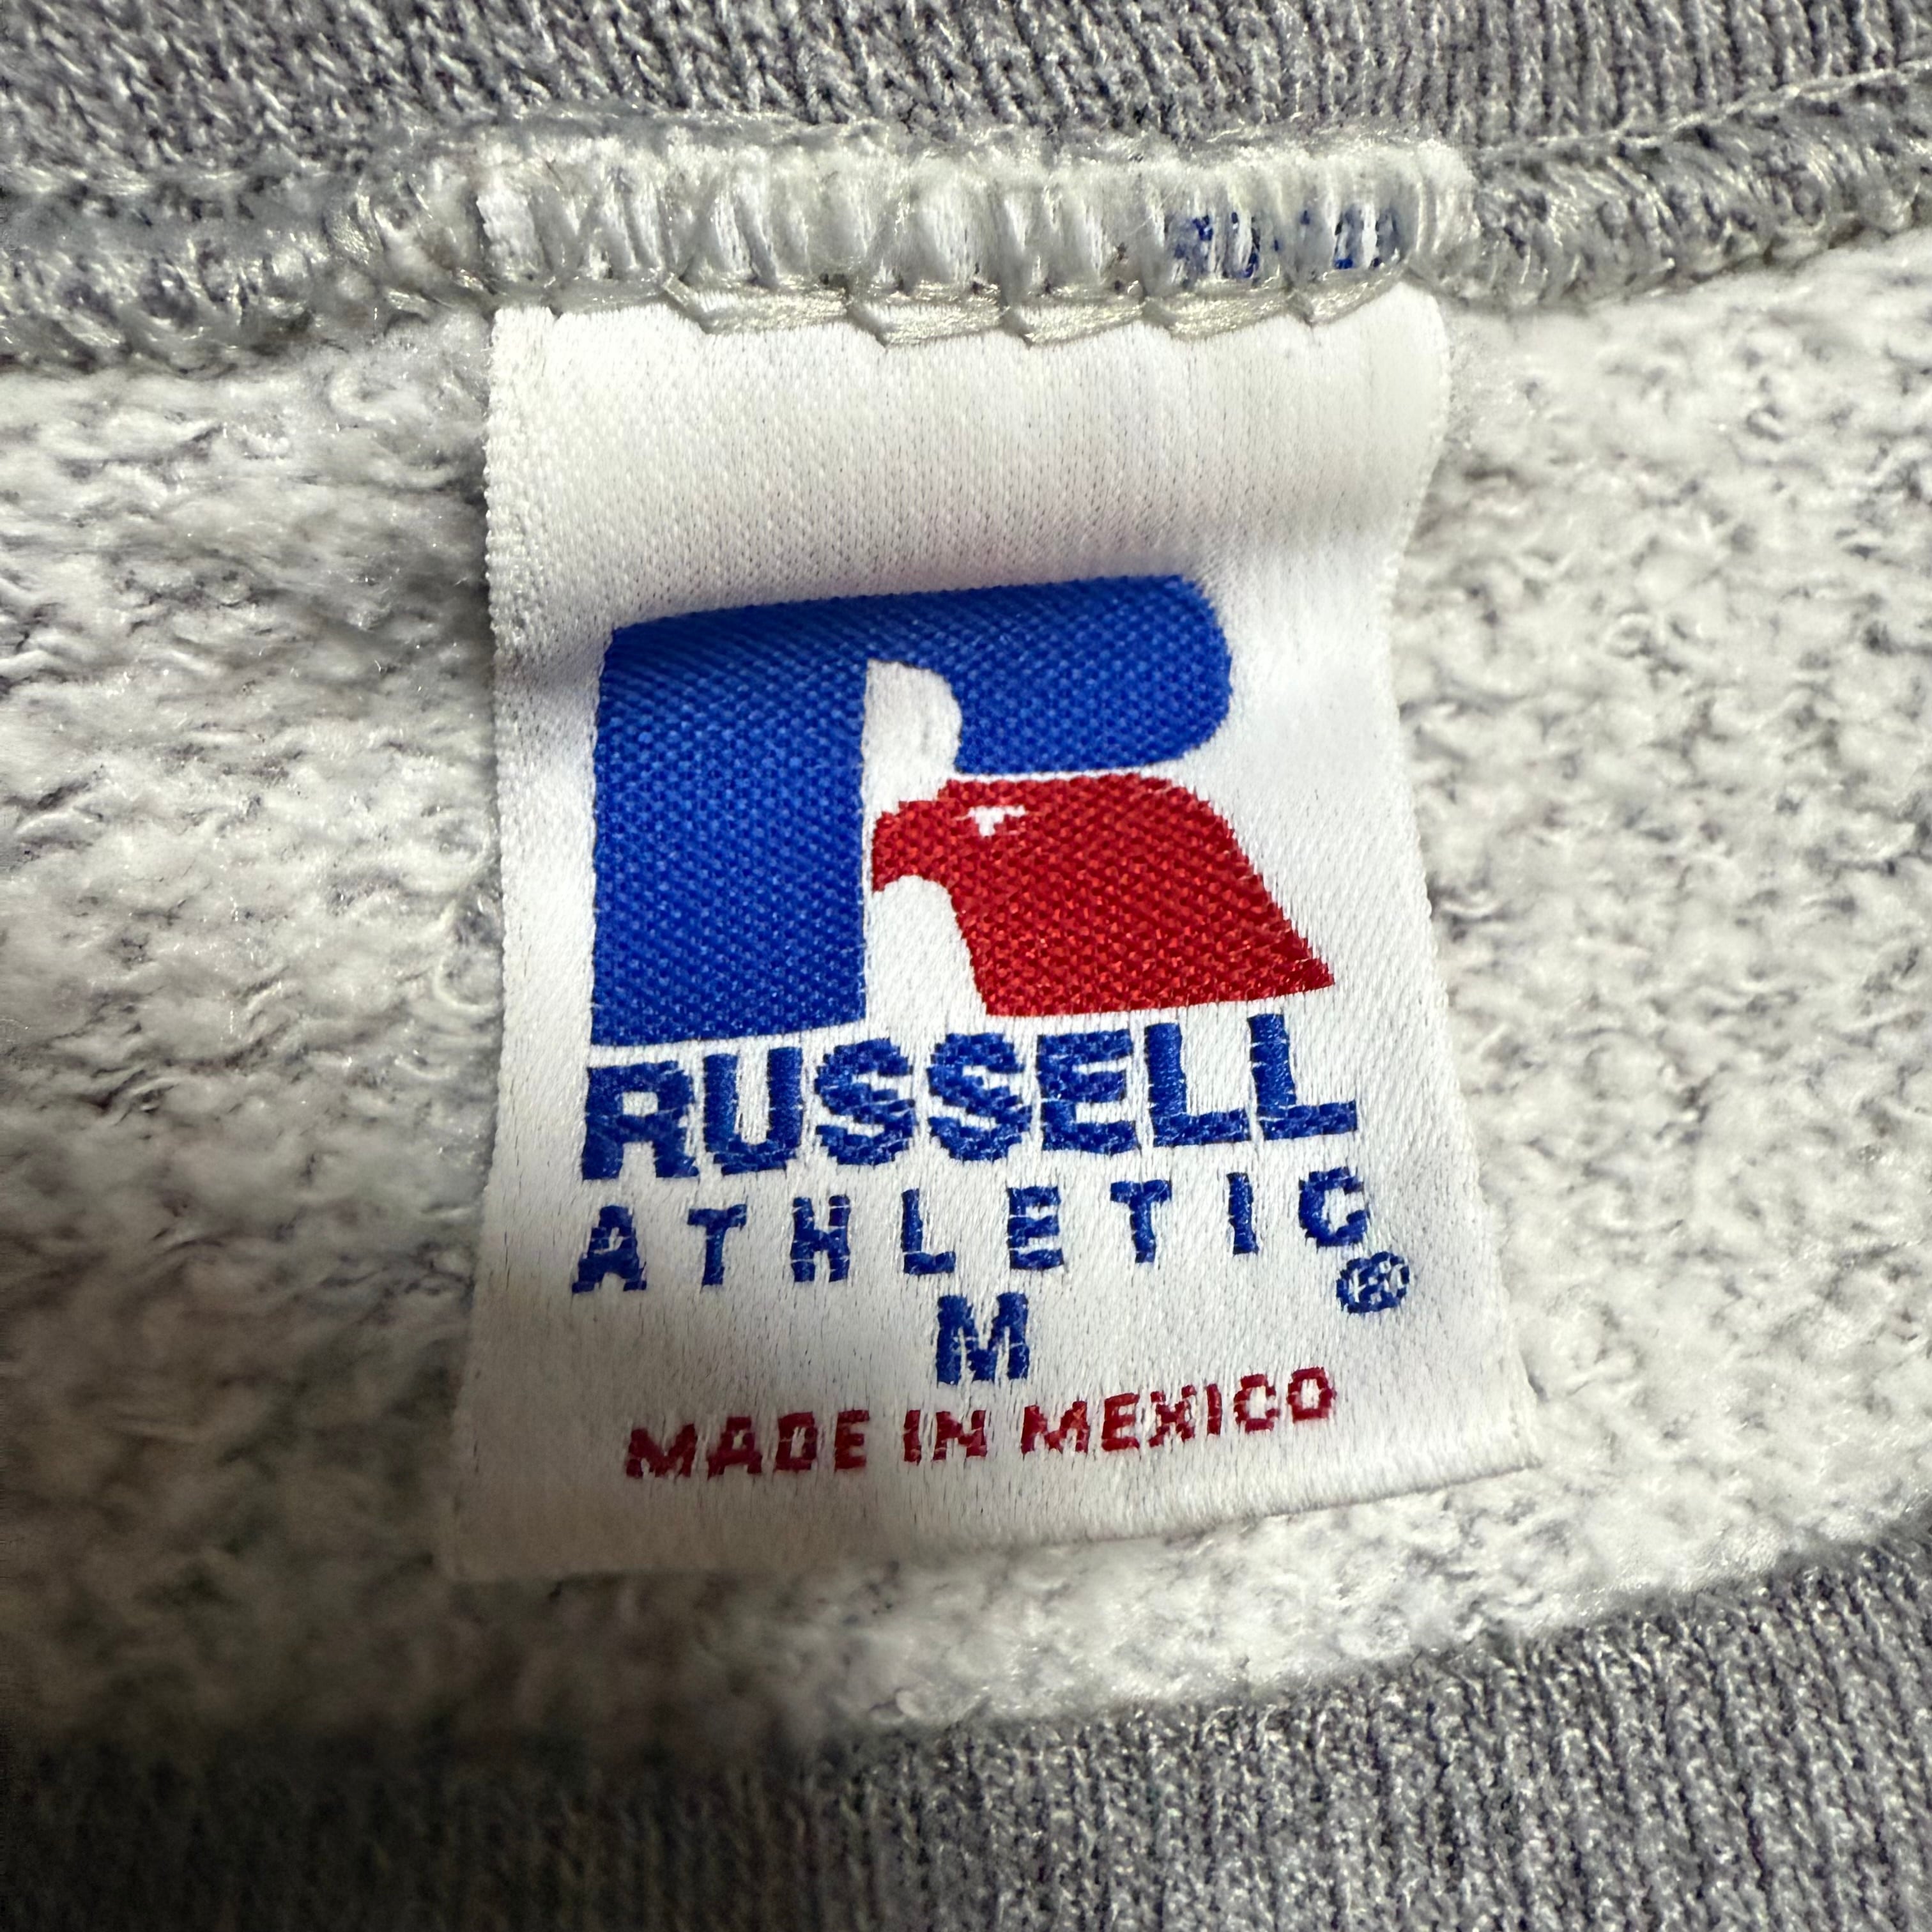 RUSSELL
ATHLETIC
®
M
MADE IN MEXICO